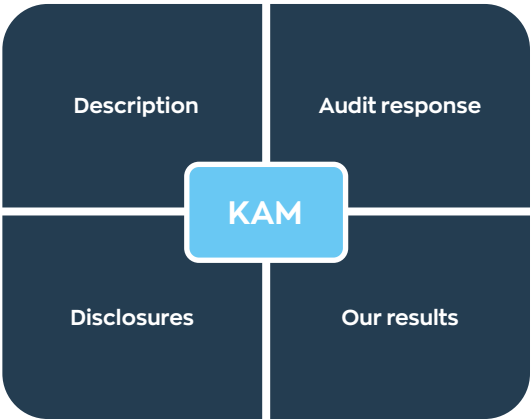 Description
Audit response
KAM
Disclosures
Our results